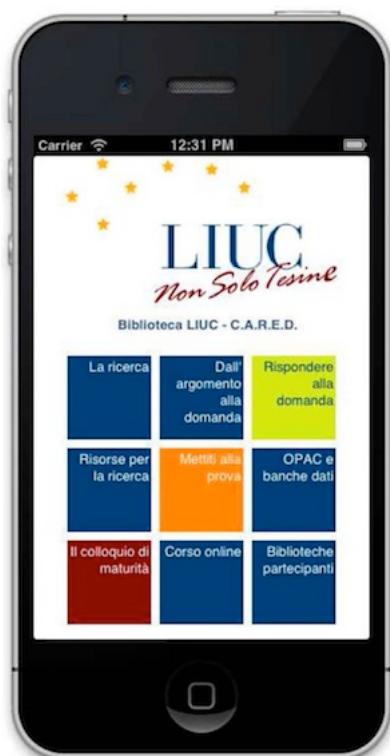 Carrier 12:31 PM
LIUC
Non Solo Tesine
Biblioteca LIUC - C.A.R.E.D.
La ricerca
Dall'
argomento
alla
domanda
Rispondere
alla
domanda
Risorse per
la ricerca
Mettiti alla
prova
OPAC e
banche dati
Il colloquio di
maturità
Corso online
Biblioteche
partecipanti